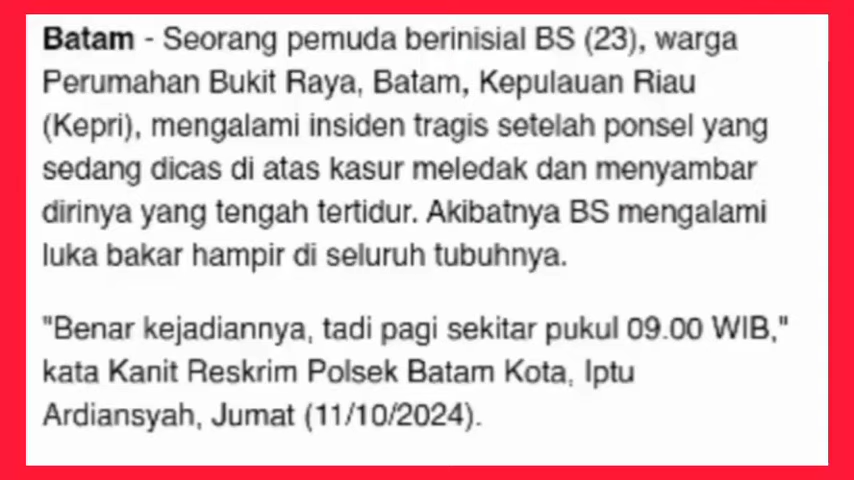 Batam - Seorang pemuda berinisial BS (23), warga
Perumahan Bukit Raya, Batam, Kepulauan Riau
(Kepri), mengalami insiden tragis setelah ponsel yang
sedang dicas di atas kasur meledak dan menyambar
dirinya yang tengah tertidur. Akibatnya BS mengalami
luka bakar hampir di seluruh tubuhnya.
"Benar kejadiannya, tadi pagi sekitar pukul 09.00 WIB,"
kata Kanit Reskrim Polsek Batam Kota, Iptu
Ardiansyah, Jumat (11/10/2024).